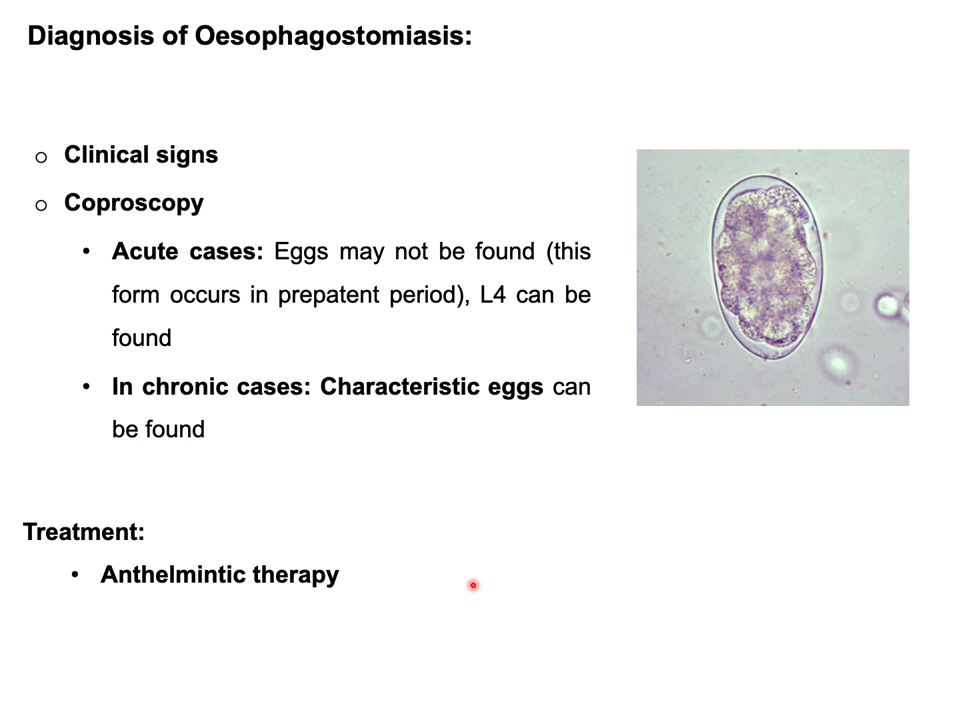 Diagnosis of Oesophagostomiasis:
o Clinical signs
o Coproscopy
• Acute cases: Eggs may not be found (this
form occurs in prepatent period), L4 can be
found
• In chronic cases: Characteristic eggs can
be found
Treatment:
• Anthelmintic therapy